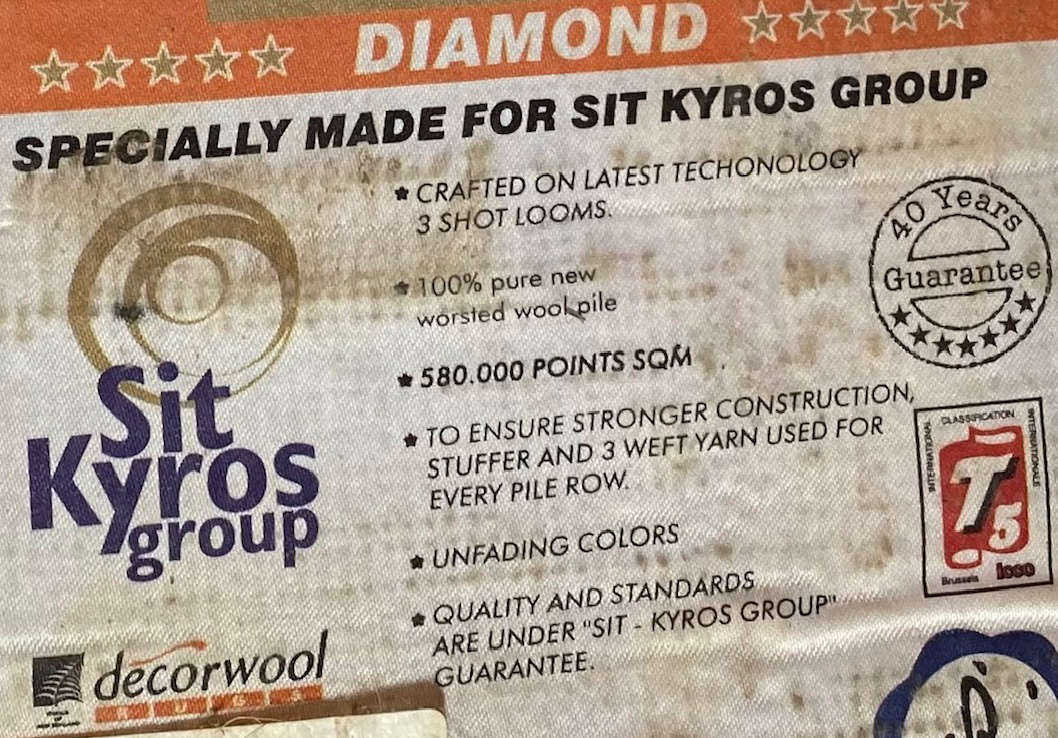 DIAMOND
SPECIALLY MADE FOR SIT KYROS GROUP
CRAFTED ON LATEST TECHONOLOGY
3 SHOT LOOMS.
100% pure new
worsted wool pile
580.000 POINTS SQM
TO ENSURE STRONGER CONSTRUCTION,
STUFFER AND 3 WEFT YARN USED FOR
EVERY PILE ROW.
UNFADING COLORS
QUALITY AND STANDARDS
ARE UNDER "SIT - KYROS GROUP"
GUARANTEE.
40 Years
Guarantee
Sit
Kyros
group
CLASSIFICATION
INTERNATIONAL
INTERNATIONALE
T
5
Brussels
decorwool
RUGS